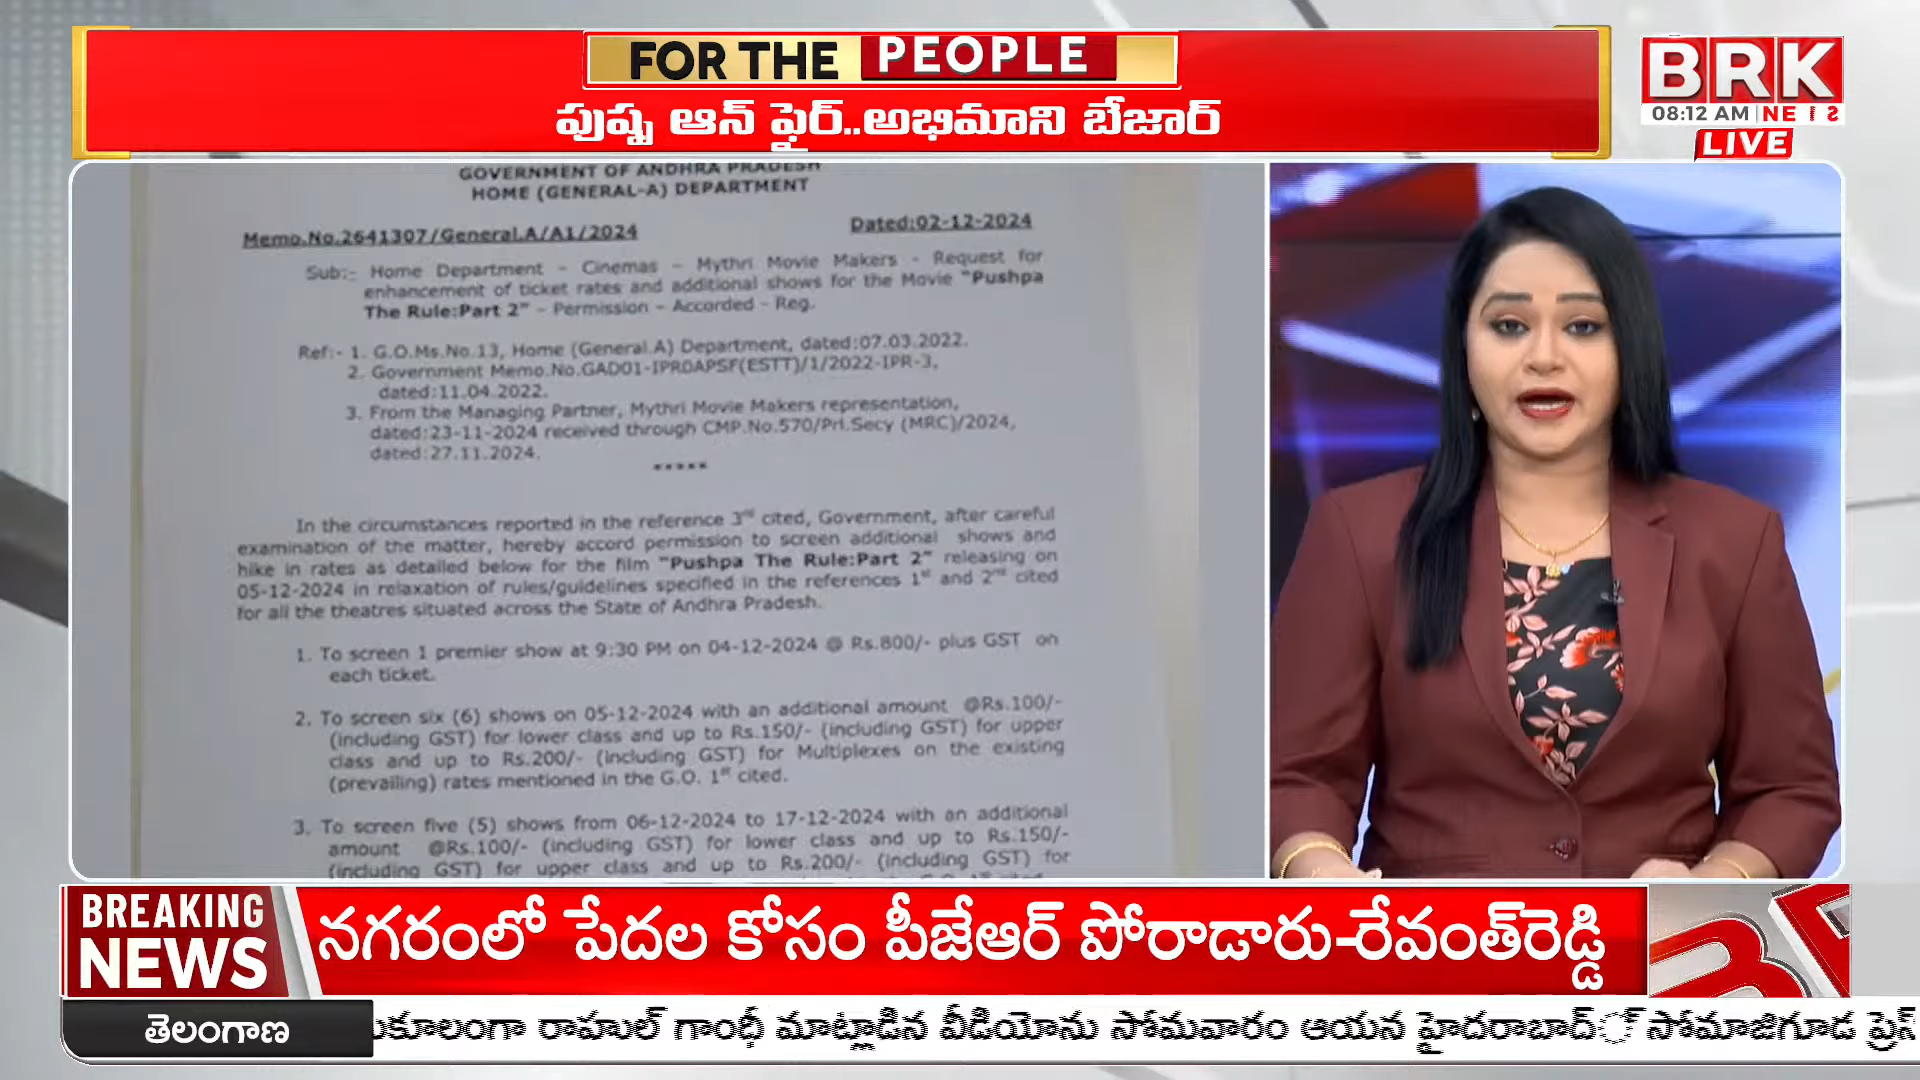 FOR THE PEOPLE
పుష్ప ఆన్ ఫైర్..అభిమాని బేజార్
BRK
08:12 AM
LIVE
GOVERNMENT OF ANDHRA PRADESH
HOME (GENERAL-A) DEPARTMENT
Memo.No.2641307/General.A/A1/2024 Dated:02-12-2024
Sub:- Home Department – Cinemas – Mythri Movie Makers - Request for
enhancement of ticket rates and additional shows for the Movie "Pushpa
The Rule:Part 2" – Permission – Accorded - Reg.
Ref:- 1. G.O.Ms.No.13, Home (General.A) Department, dated:07.03.2022.
2. Government Memo.No.GAD01-IPR0APSF(ESTT)/1/2022-IPR-3,
dated:11.04.2022.
3. From the Managing Partner, Mythri Movie Makers representation,
dated:23-11-2024 received through CMP.No.570/Prl.Secy (MRC)/2024,
dated:27.11.2024.
*****
In the circumstances reported in the reference 3rd cited, Government, after careful
examination of the matter, hereby accord permission to screen additional shows and
hike in rates as detailed below for the film "Pushpa The Rule:Part 2" releasing on
05-12-2024 in relaxation of rules/guidelines specified in the references 1st and 2nd cited
for all the theatres situated across the State of Andhra Pradesh.
1. To screen 1 premier show at 9:30 PM on 04-12-2024 @ Rs.800/- plus GST on
each ticket.
2. To screen six (6) shows on 05-12-2024 with an additional amount @Rs.100/-
(including GST) for lower class and up to Rs.150/- (including GST) for upper
class and up to Rs.200/- (including GST) for Multiplexes on the existing
(prevailing) rates mentioned in the G.O. 1st cited.
3. To screen five (5) shows from 06-12-2024 to 17-12-2024 with an additional
amount @Rs.100/- (including GST) for lower class and up to Rs.150/-
(including GST) for upper class and up to Rs.200/- (including GST) for
BREAKING
NEWS
నగరంలో పేదల కోసం పీజేఆర్ పోరాడారు-రేవంత్‌రెడ్డి
తెలంగాణ
రాహుల్ గాంధీ మాట్లాడిన వీడియోను సోమవారం ఆయన హైదరాబాద్ సోమాజిగూడ ప్రెస్